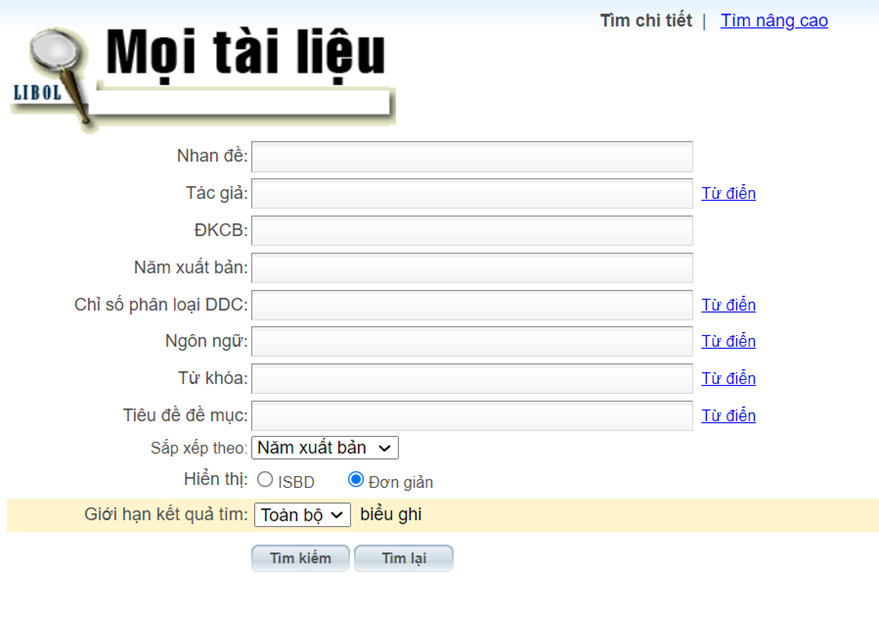 Tìm chi tiết | Tìm nâng cao
Mọi tài liệu
LIBOL
Nhan đề:
Tác giả: Từ điển
ĐKCB:
Năm xuất bản:
Chỉ số phân loại DDC: Từ điển
Ngôn ngữ: Từ điển
Từ khóa: Từ điển
Tiêu đề đề mục: Từ điển
Sắp xếp theo: Năm xuất bản
Hiển thị: ISBD Đơn giản
Giới hạn kết quả tìm: Toàn bộ biểu ghi
Tìm kiếm Tìm lại